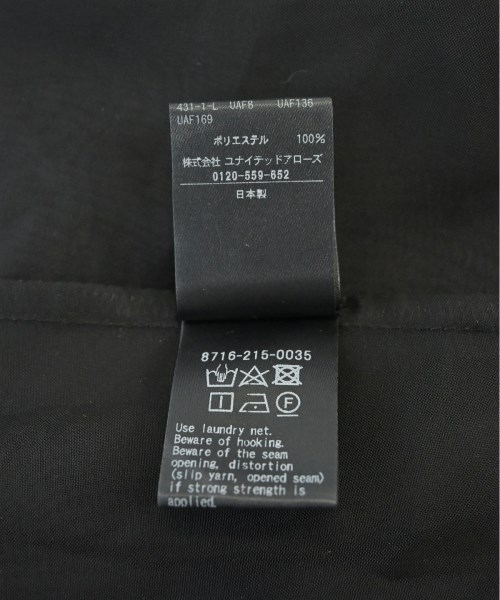 431-1-L UAF8 UAF136
UAF169
ポリエステル 100%
株式会社 ユナイテッドアローズ
0120-559-652
日本製
8716-215-0035
Use laundry net.
Beware of hooking.
Beware of the seam
opening, distortion
(slip yarn, opened seam)
if strong strength is
applied.